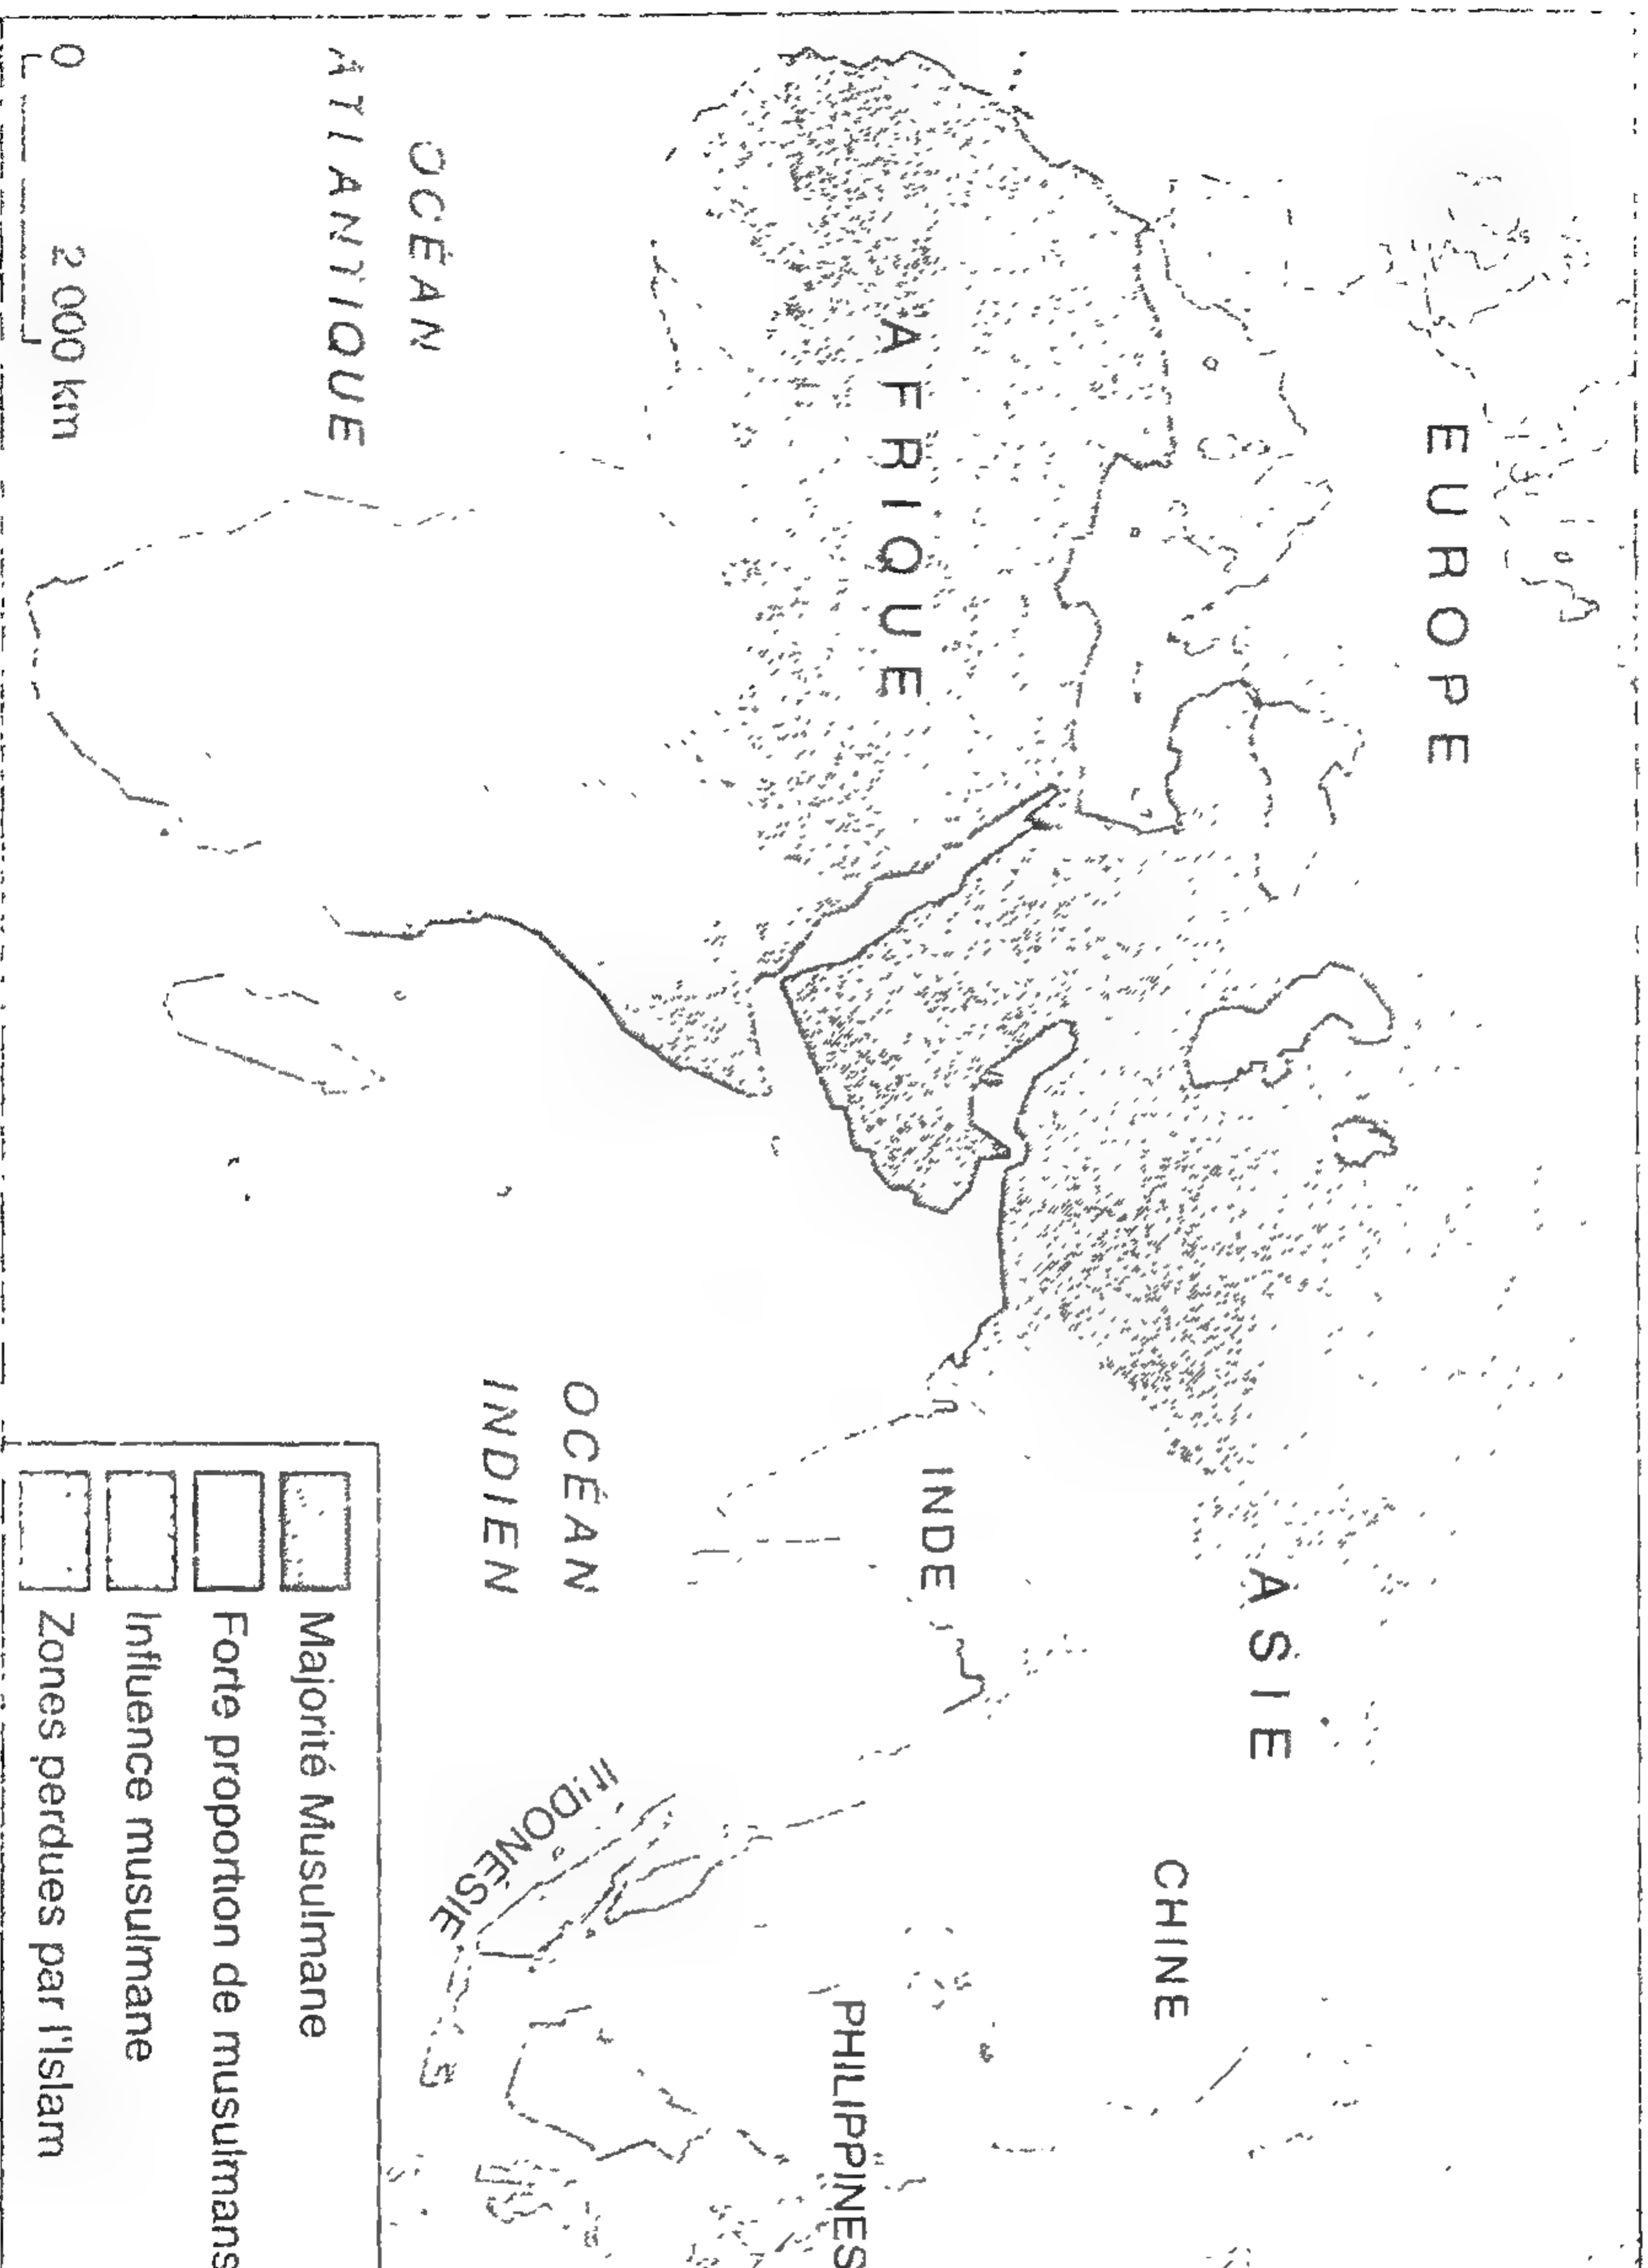 EUROPE
ASIE
CHINE
AFRIQUE
INDE
PHILIPPINES
OCÉAN
ATLANTIQUE
OCÉAN
INDIEN
INDONÉSIE
0 2 000 km
Majorité Musulmane
Forte proportion de musulmans
Influence musulmane
Zones perdues par l'Islam